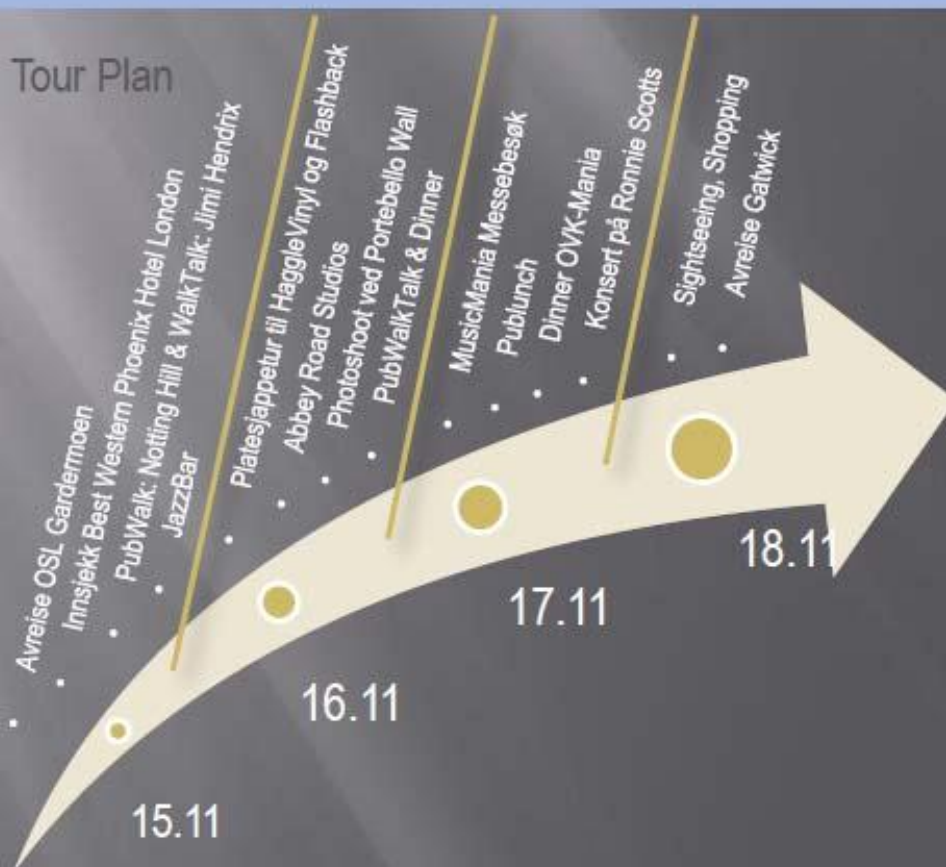 Tour Plan
Avreise OSL Gardermoen
Innsjekk Best Western Phoenix Hotel London
PubWalk: Notting Hill & WalkTalk: Jimi Hendrix
JazzBar
Platesjappetur til HaggleVinyl og Flashback
Abbey Road Studios
Photoshoot ved Portebello Wall
PubWalkTalk & Dinner
MusicMania Messebesøk
Publunch
Dinner OVK-Mania
Konsert på Ronnie Scotts
Sightseeing, Shopping
Avreise Gatwick
15.11
16.11
17.11
18.11